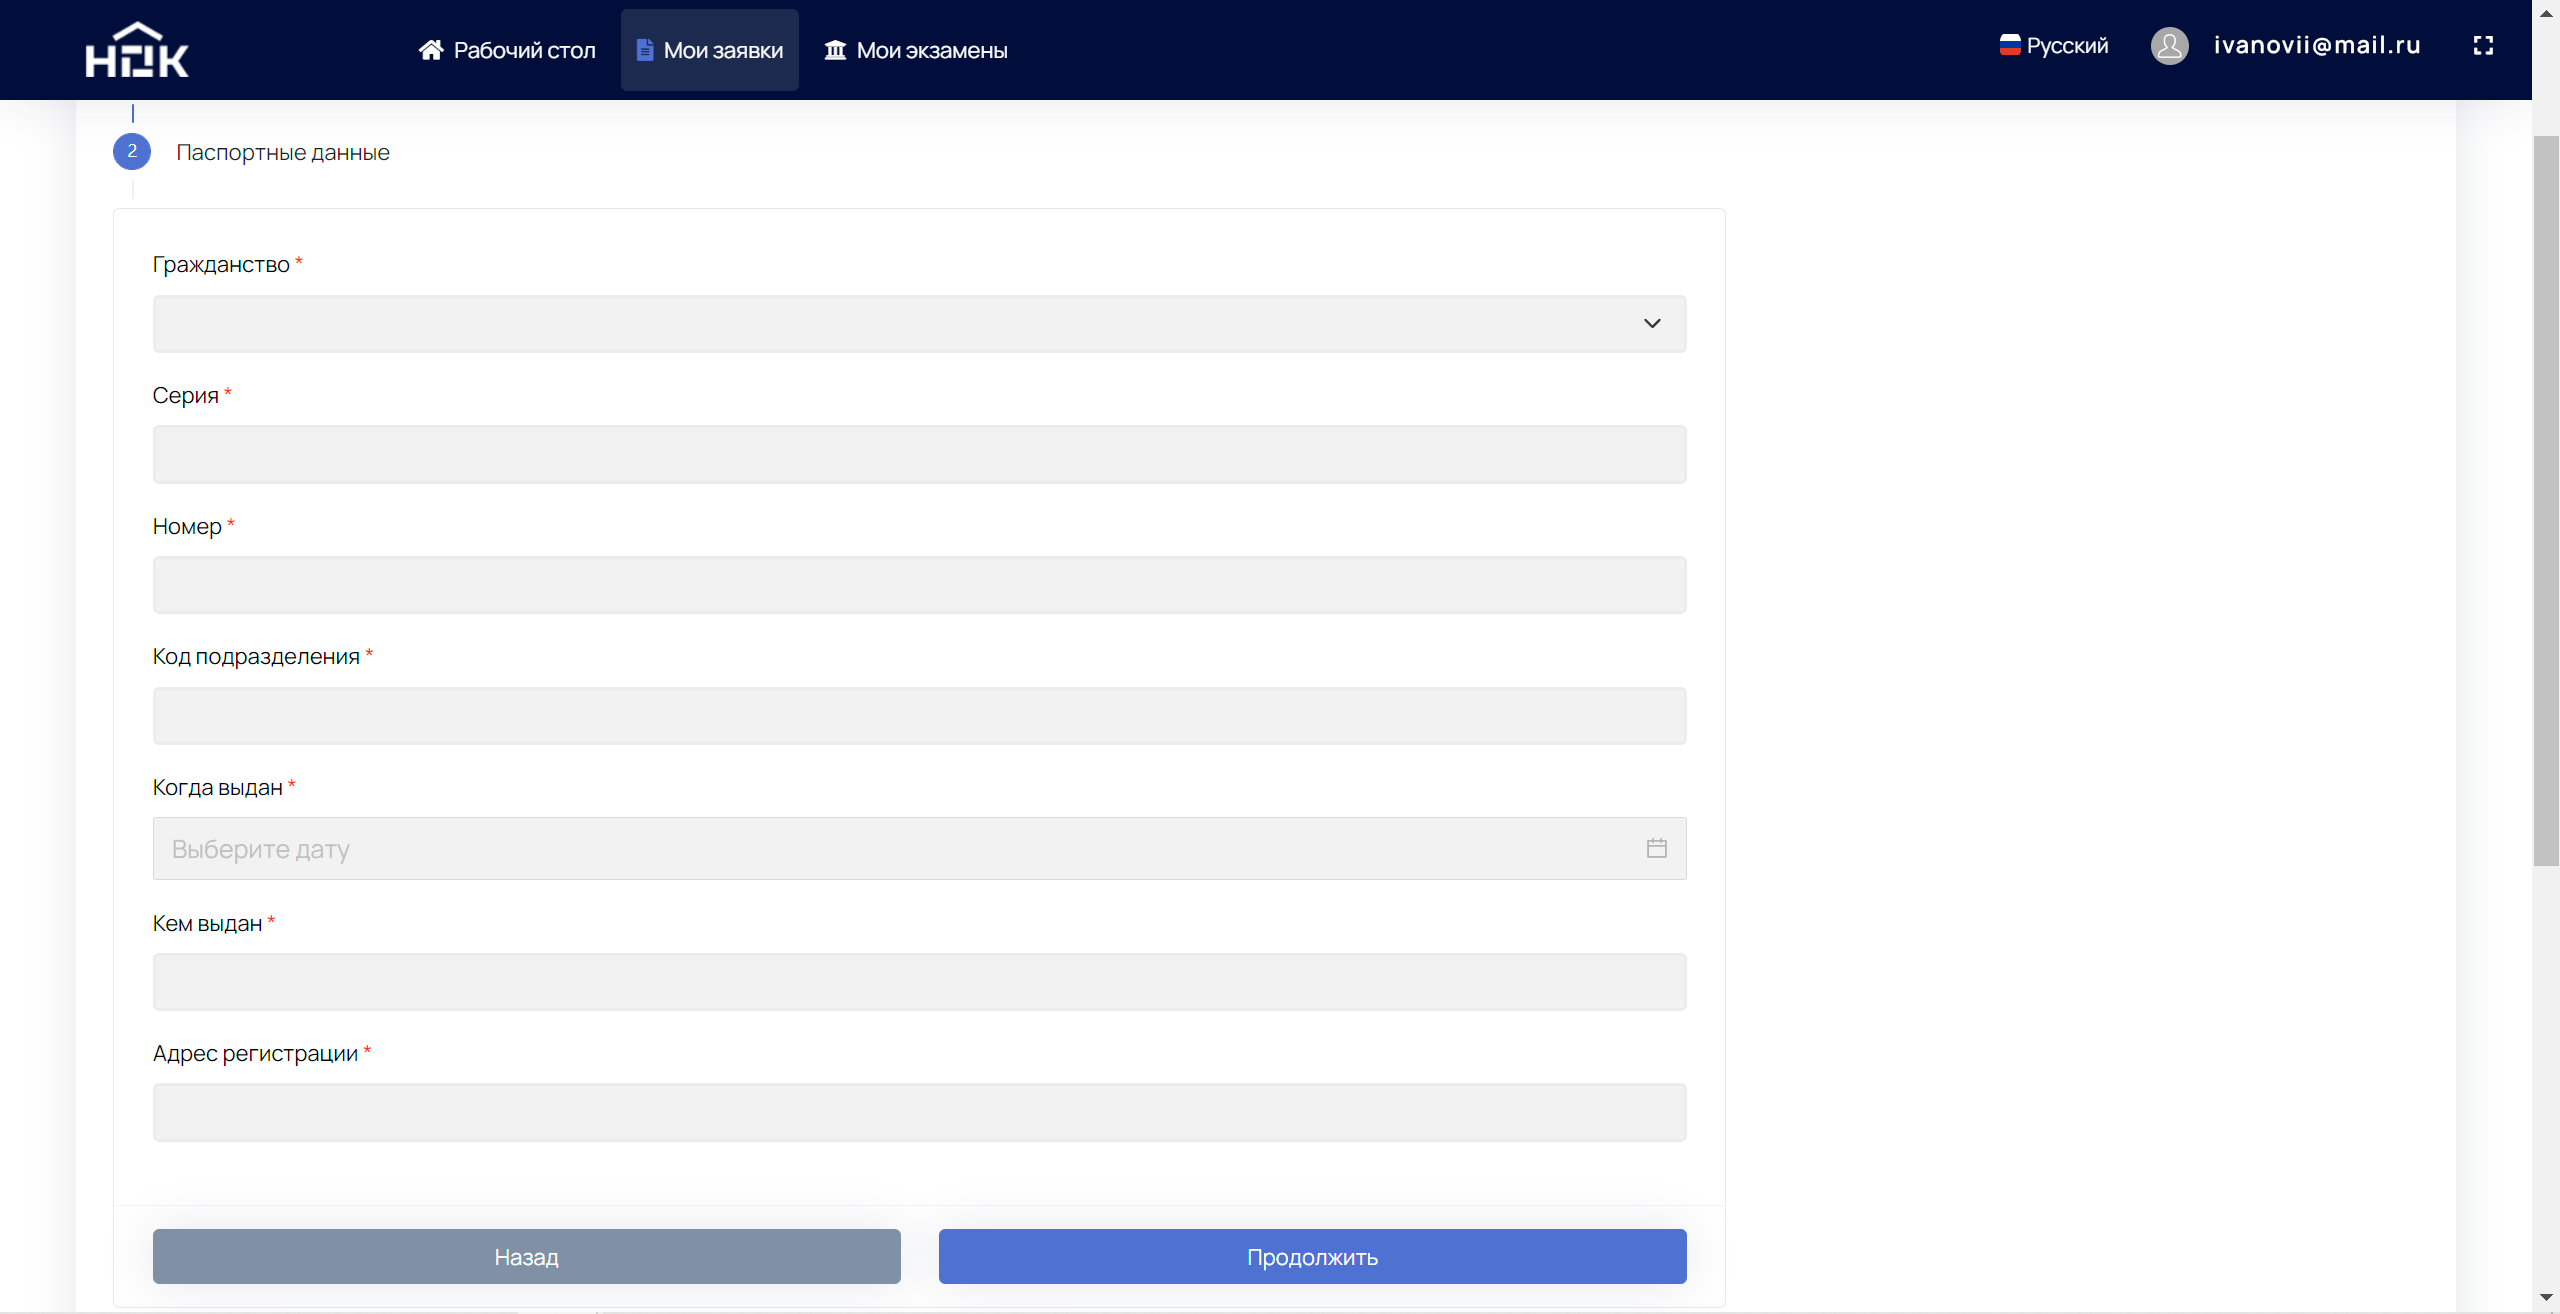 НОК
Рабочий стол
Мои заявки
Мои экзамены
Русский
ivanovii@mail.ru
2
Паспортные данные
Гражданство *
Серия *
Номер *
Код подразделения *
Когда выдан *
Выберите дату
Кем выдан *
Адрес регистрации *
Назад
Продолжить